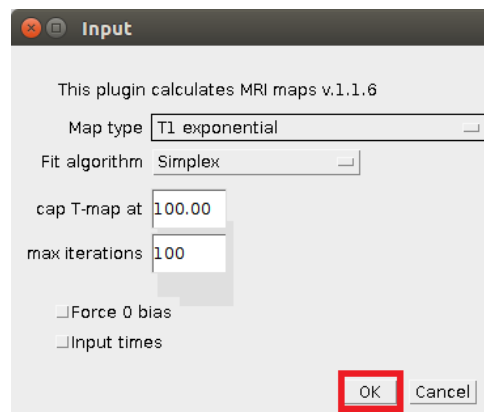 Input
This plugin calculates MRI maps v.1.1.6
Map type T1 exponential
Fit algorithm Simplex
cap T-map at 100.00
max iterations 100
Force 0 bias
Input times
OK Cancel